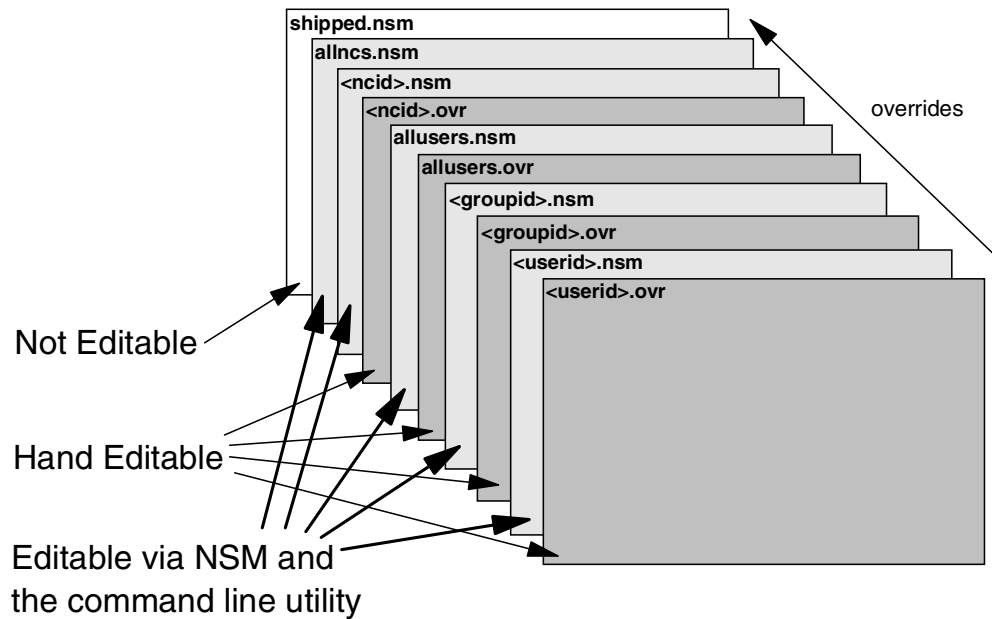 shipped.nsm
allncs.nsm
<ncid>.nsm
<ncid>.ovr
allusers.nsm
allusers.ovr
<groupid>.nsm
<groupid>.ovr
<userid>.nsm
<userid>.ovr
overrides
Not Editable
Hand Editable
Editable via NSM and
the command line utility